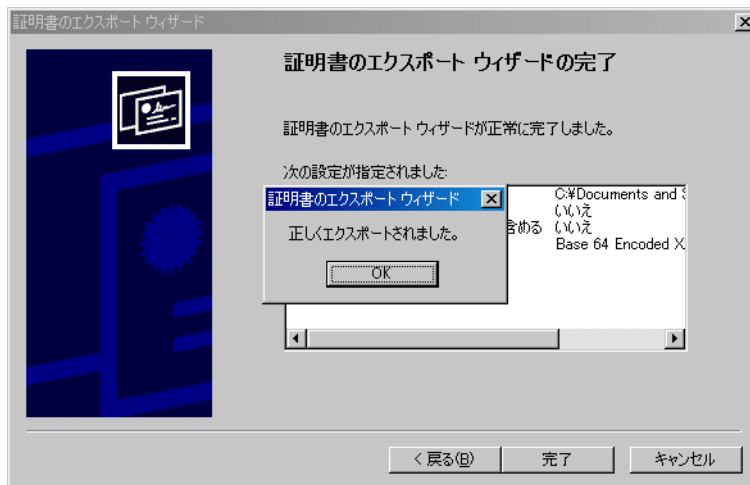 証明書のエクスポート ウィザード
証明書のエクスポート ウィザードの完了
証明書のエクスポート ウィザードが正常に完了しました。
次の設定が指定されました:
C:¥Documents and
いいえ
含める いいえ
Base 64 Encoded X
証明書のエクスポート ウィザード
正しくエクスポートされました。
OK
< 戻る(B)
完了
キャンセル